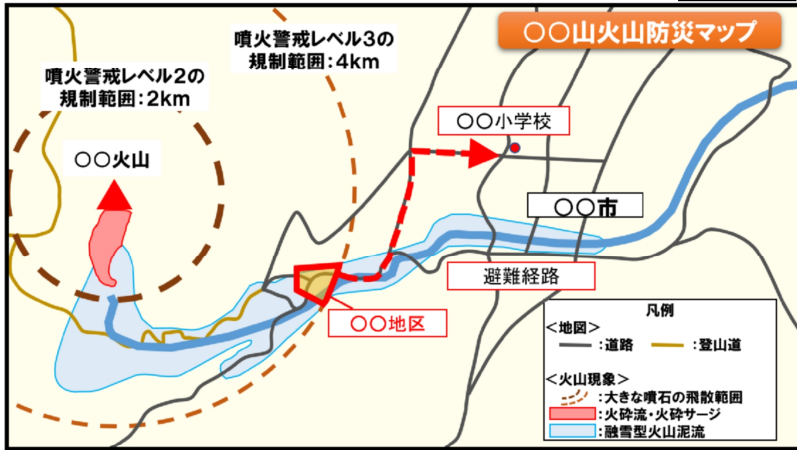 〇〇山火山防災マップ
噴火警戒レベル3の
規制範囲：4km
噴火警戒レベル2の
規制範囲：2km
〇〇火山
〇〇小学校
〇〇市
避難経路
〇〇地区
凡例
＜地図＞
：道路
：登山道
＜火山現象＞
：大きな噴石の飛散範囲
：火砕流・火砕サージ
：融雪型火山泥流